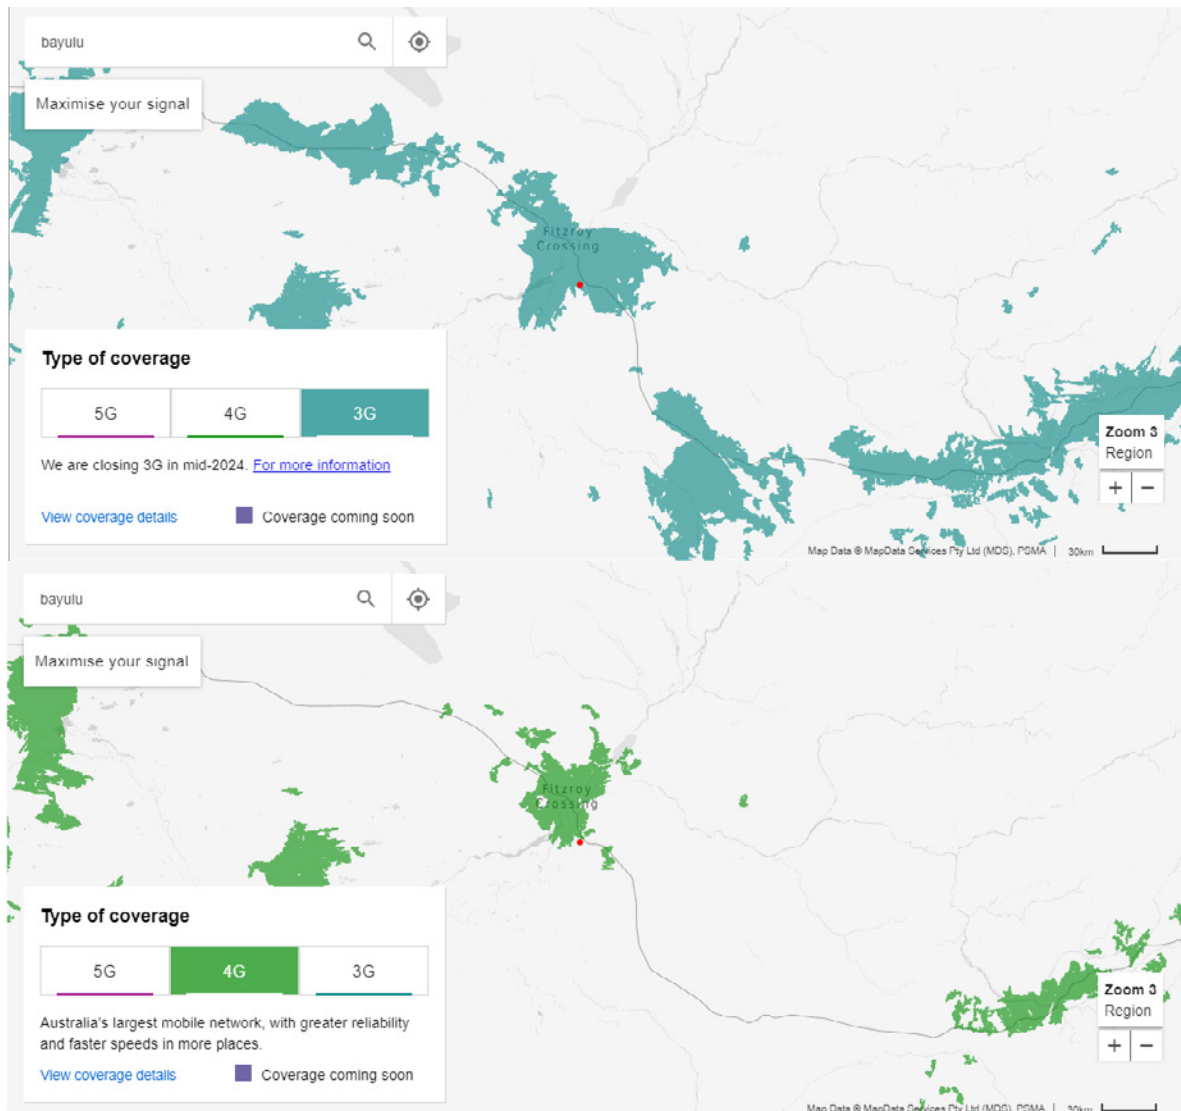 bayulu
Maximise your signal
Fitzroy
Crossing
Type of coverage
5G 4G 3G
We are closing 3G in mid-2024. For more information
View coverage details Coverage coming soon
Zoom 3
Region
+ −
Map Data @ MapData Services Pty Ltd (MDS), PSMA | 30km
bayulu
Maximise your signal
Fitzroy
Crossing
Type of coverage
5G 4G 3G
Australia's largest mobile network, with greater reliability
and faster speeds in more places.
View coverage details Coverage coming soon
Zoom 3
Region
+ −
Map Data @ MapData Services Pty Ltd (MDS), PSMA | 30km